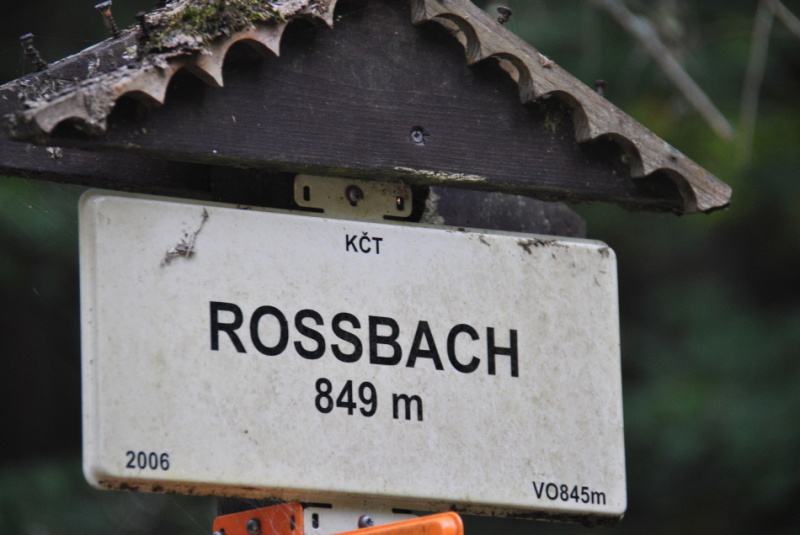 KČT
ROSSBACH
849 m
2006
VO845m